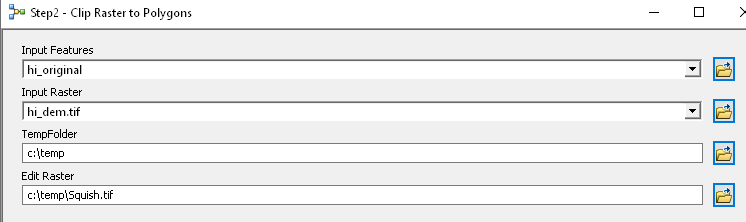 Step2 - Clip Raster to Polygons
Input Features
hi_original
Input Raster
hi_dem.tif
TempFolder
c:\temp
Edit Raster
c:\temp\Squish.tif